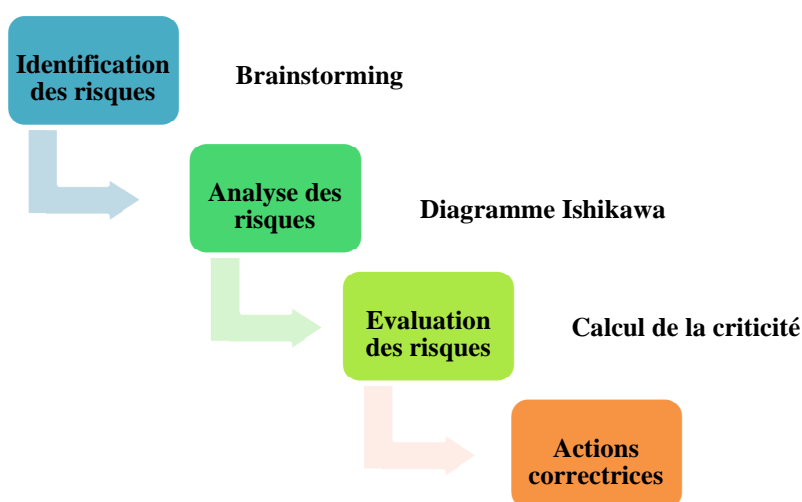 Identification
des risques
Brainstorming
Analyse des
risques
Diagramme Ishikawa
Evaluation
des risques
Calcul de la criticité
Actions
correctrices